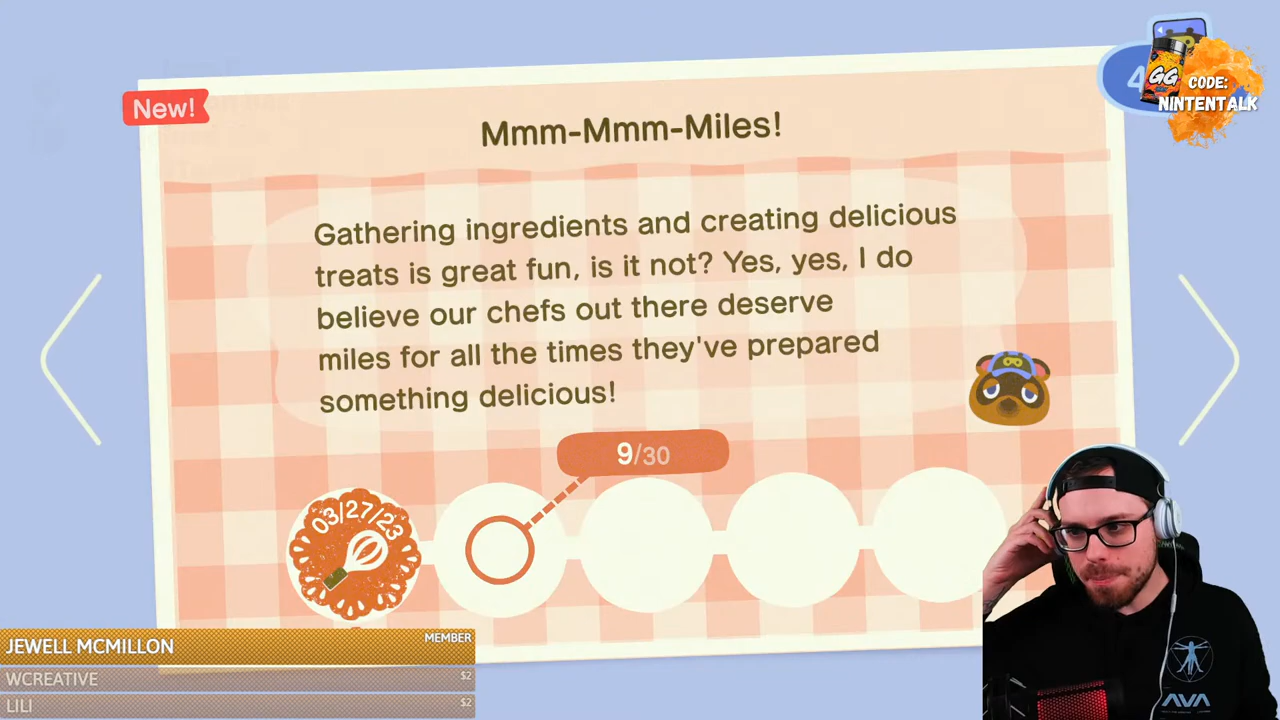 New!
Mmm-Mmm-Miles!
4
GG
CODE:
NINTENTALK
Gathering ingredients and creating delicious
treats is great fun, is it not? Yes, yes, I do
believe our chefs out there deserve
miles for all the times they've prepared
something delicious!
9/30
03/27/23
JEWELL MCMILLON MEMBER
WCREATIVE $2
LILI $2
AVA